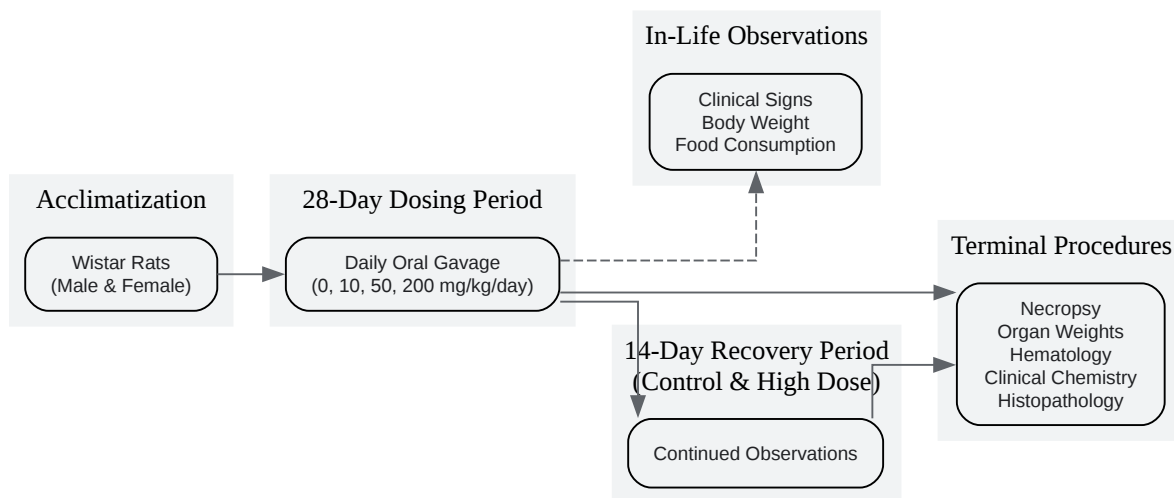 In-Life Observations
Clinical Signs
Body Weight
Food Consumption
Acclimatization
Wistar Rats
(Male & Female)
28-Day Dosing Period
Daily Oral Gavage
(0, 10, 50, 200 mg/kg/day)
14-Day Recovery Period
(Control & High Dose)
Continued Observations
Terminal Procedures
Necropsy
Organ Weights
Hematology
Clinical Chemistry
Histopathology